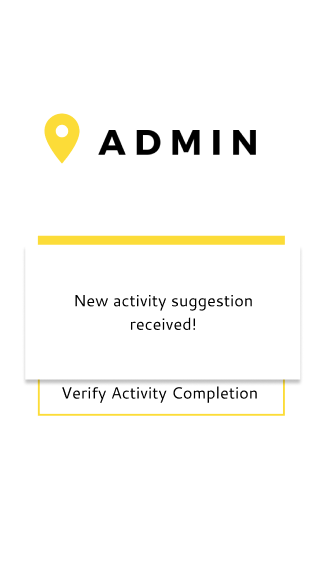 ADMIN
New activity suggestion
received!
Verify Activity Completion